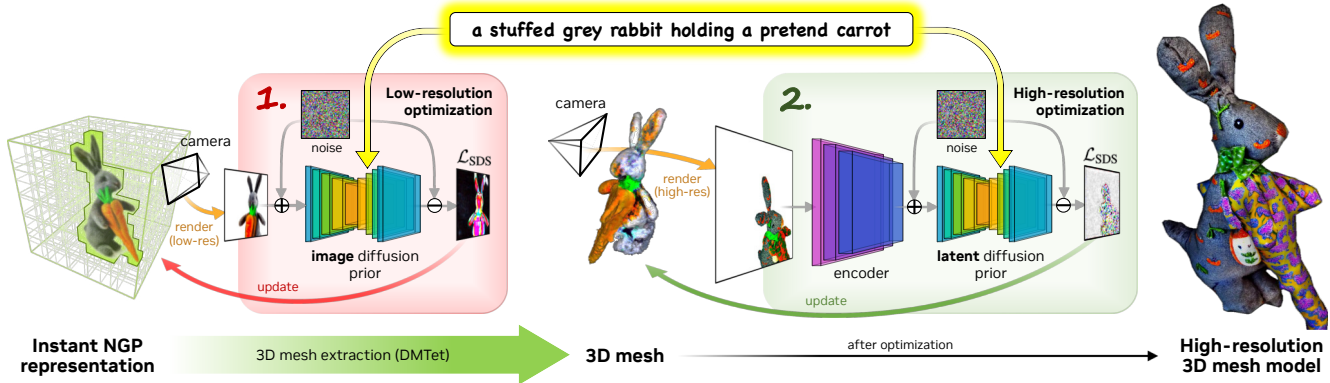 a stuffed grey rabbit holding a pretend carrot
1.
Low-resolution
optimization
camera
noise
ℒSDS
render
(low-res)
image diffusion
prior
update
camera
render
(high-res)
2.
High-resolution
optimization
noise
ℒSDS
encoder
latent diffusion
prior
update
Instant NGP
representation
3D mesh extraction (DMTet)
3D mesh
after optimization
High-resolution
3D mesh model